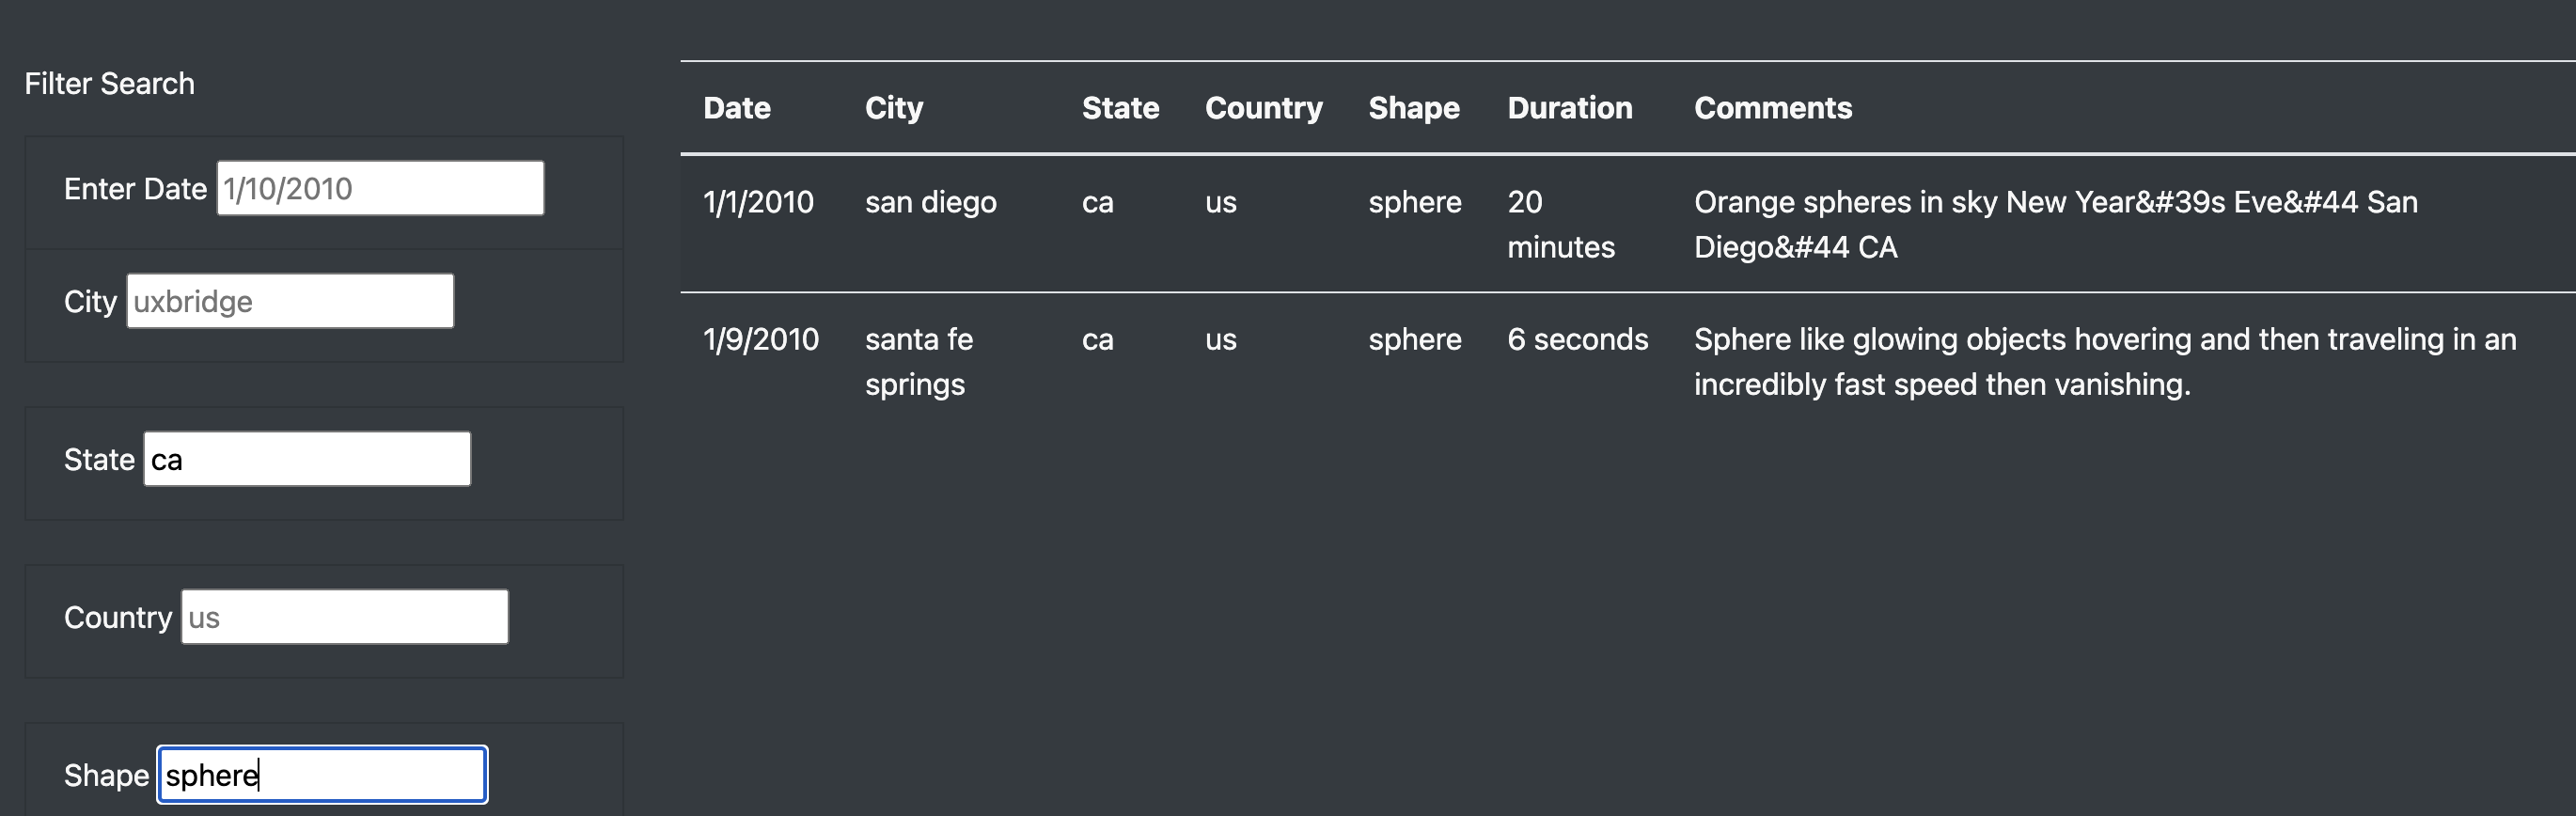 Filter Search
Enter Date 1/10/2010
City uxbridge
State ca
Country us
Shape sphere
Date City State Country Shape Duration Comments
1/1/2010 san diego ca us sphere 20 minutes Orange spheres in sky New Year&#39s Eve&#44 San
Diego&#44 CA
1/9/2010 santa fe springs ca us sphere 6 seconds Sphere like glowing objects hovering and then traveling in an
incredibly fast speed then vanishing.